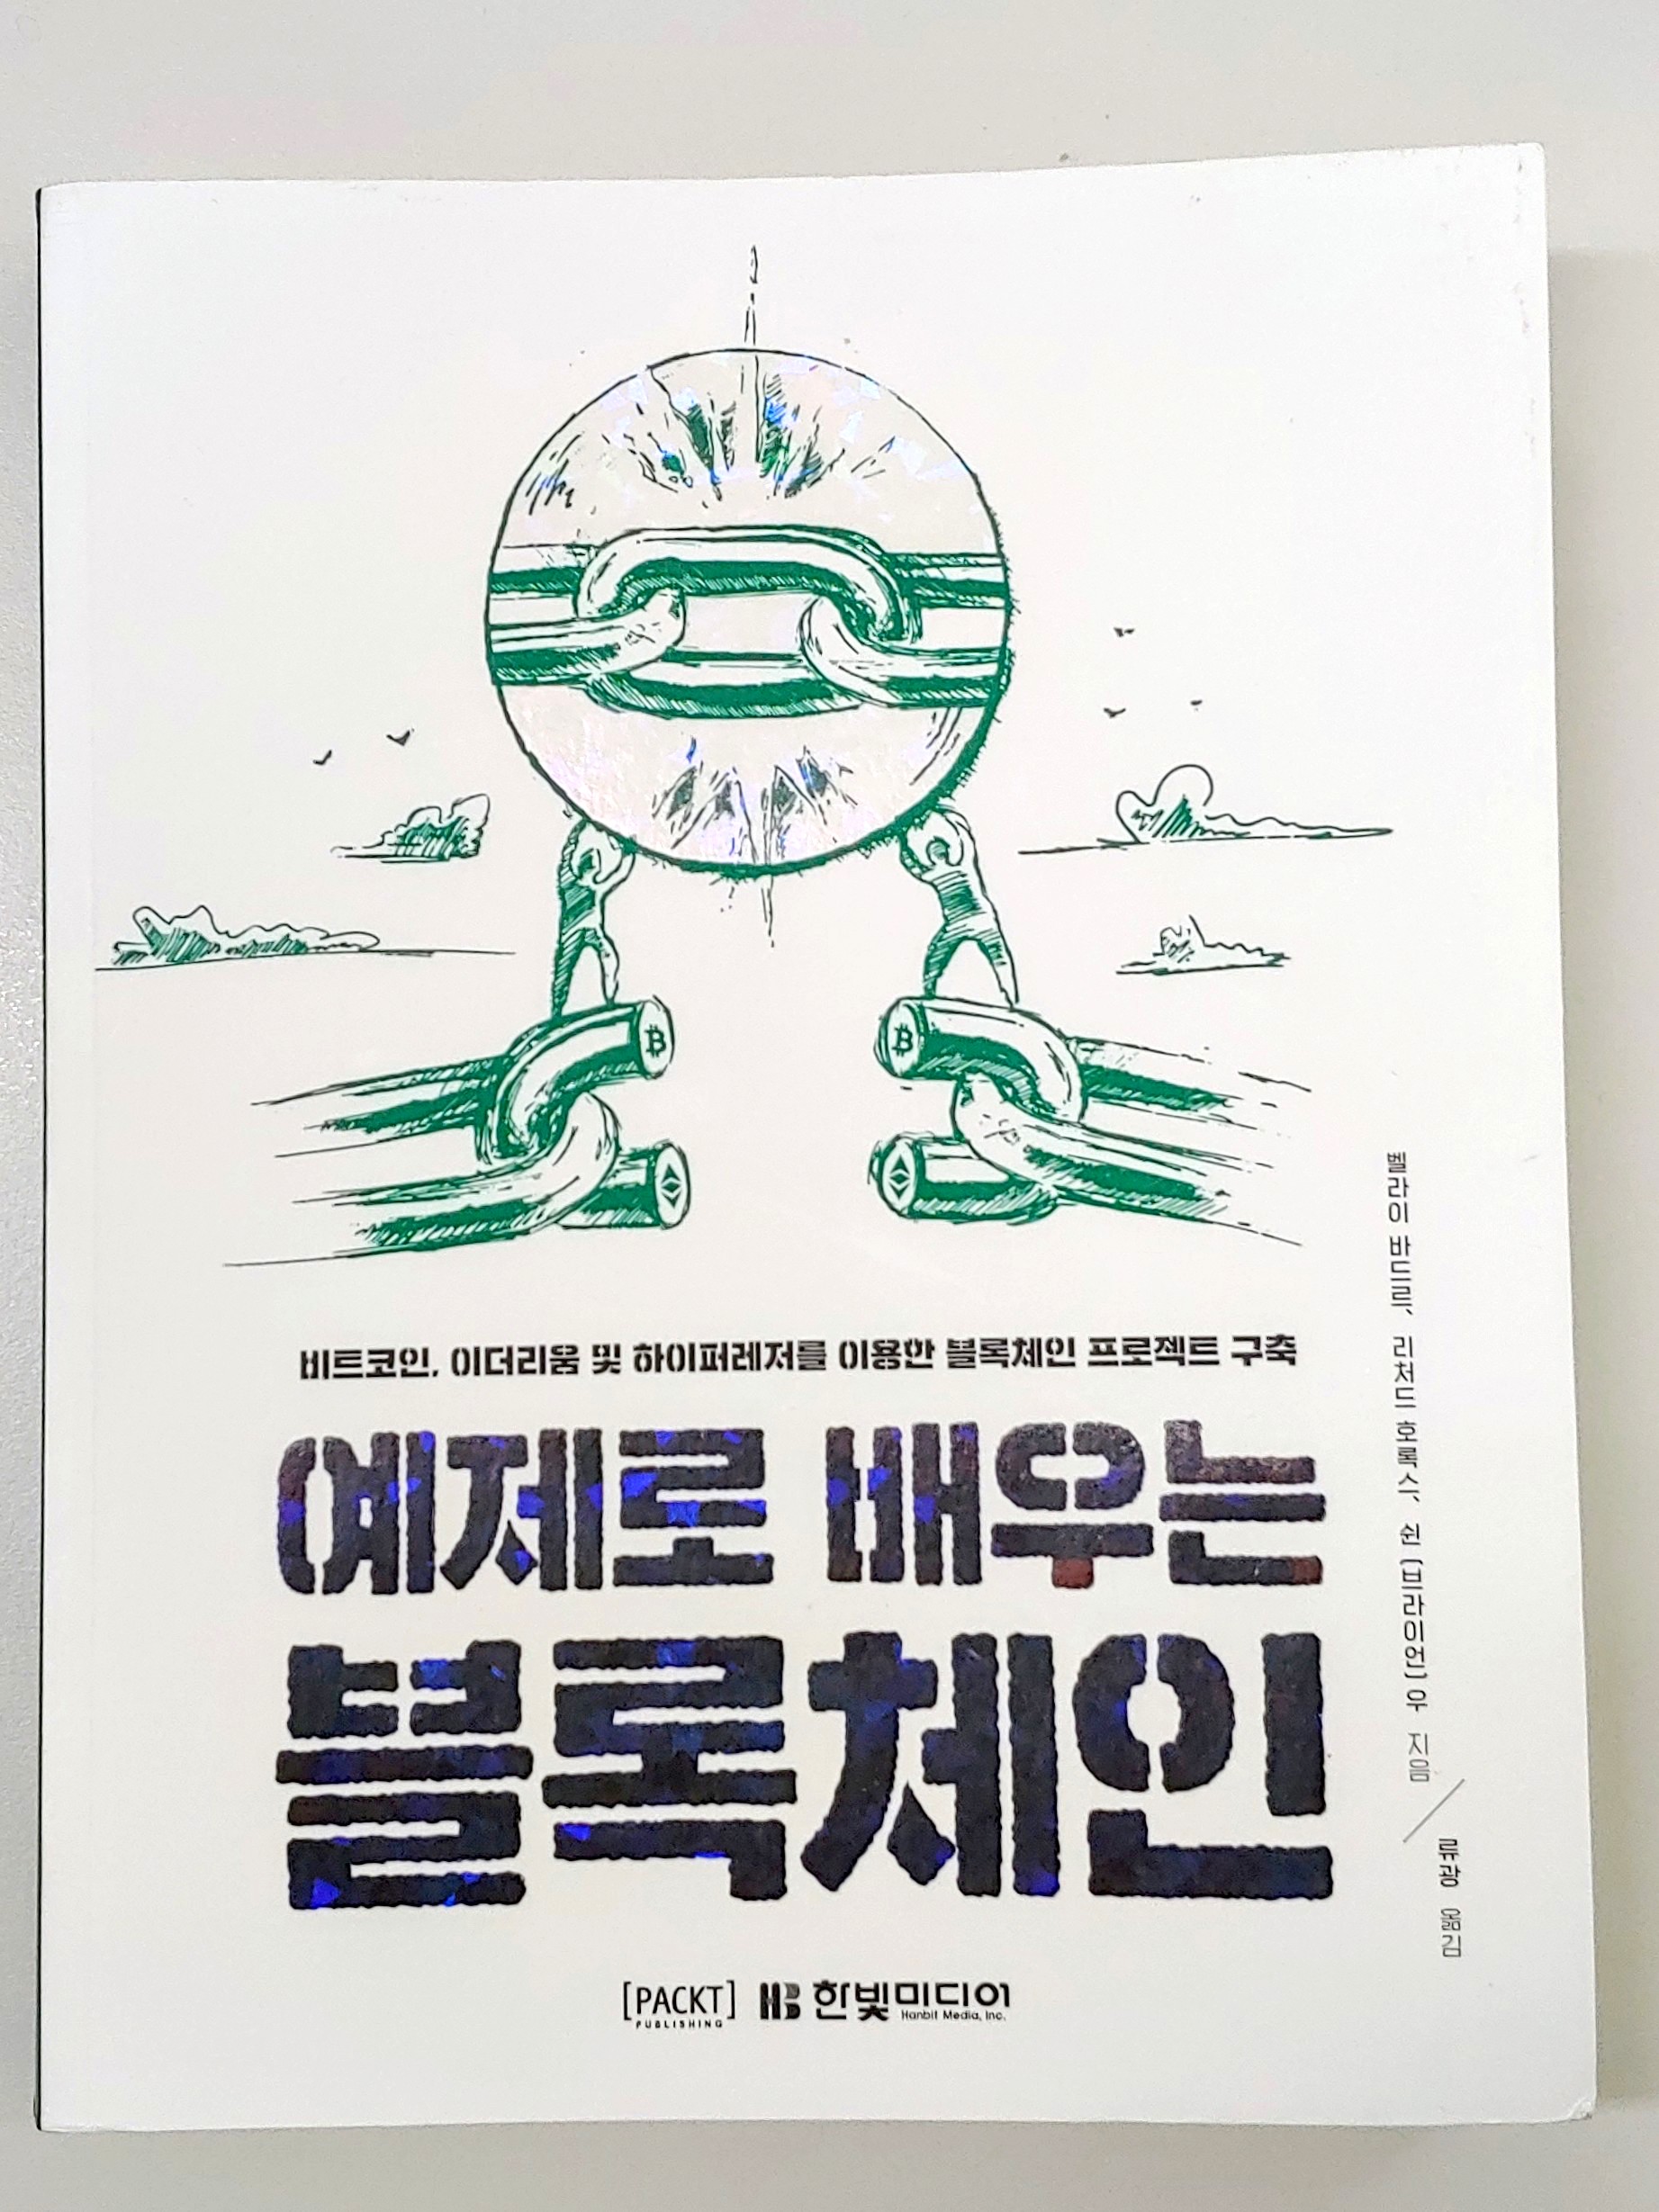 비트코인, 이더리움 및 하이퍼레저를 이용한 블록체인 프로젝트 구축
예제로 배우는
블록체인
벨라이 바드르, 리처드 호록스, 쉰 (브라이언) 우 지음
류광 옮김
[PACKT]
PUBLISHING
HB 한빛미디어
Hanbit Media, Inc.